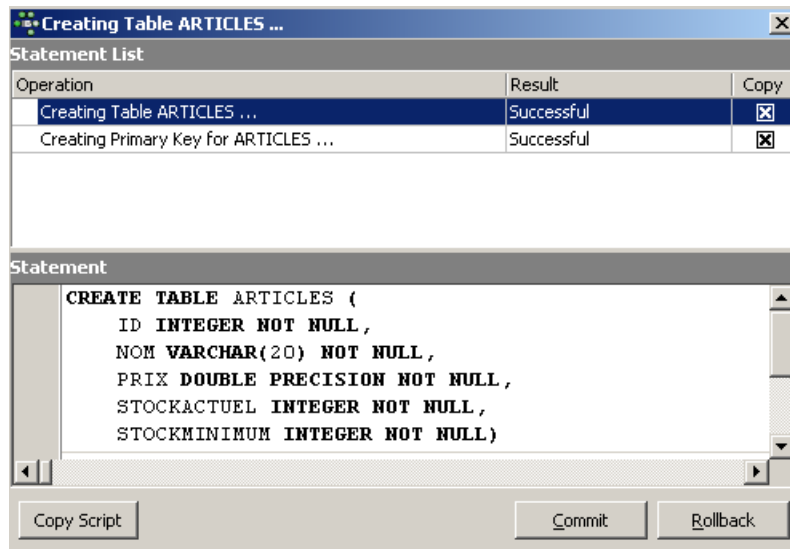 Creating Table ARTICLES ...
Statement List
Operation Result Copy
Creating Table ARTICLES ... Successful
Creating Primary Key for ARTICLES ... Successful
Statement
CREATE TABLE ARTICLES (
ID INTEGER NOT NULL,
NOM VARCHAR(20) NOT NULL,
PRIX DOUBLE PRECISION NOT NULL,
STOCKACTUEL INTEGER NOT NULL,
STOCKMINIMUM INTEGER NOT NULL)
Copy Script Commit Rollback